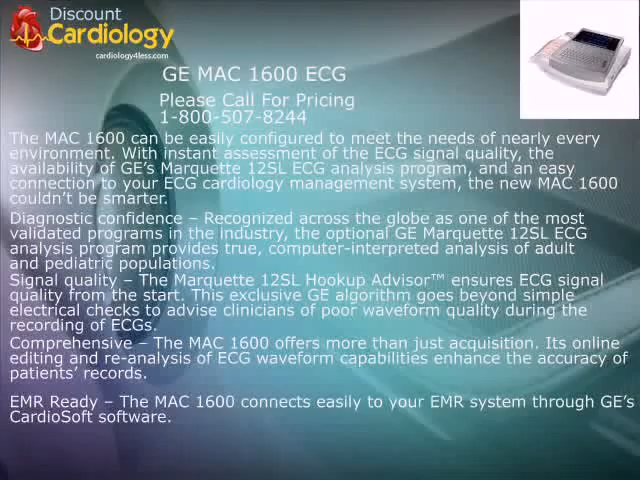 Discount
Cardiology
cardiology4less.com
GE MAC 1600 ECG
Please Call For Pricing
1-800-507-8244
The MAC 1600 can be easily configured to meet the needs of nearly every
environment. With instant assessment of the ECG signal quality, the
availability of GE’s Marquette 12SL ECG analysis program, and an easy
connection to your ECG cardiology management system, the new MAC 1600
couldn’t be smarter.
Diagnostic confidence – Recognized across the globe as one of the most
validated programs in the industry, the optional GE Marquette 12SL ECG
analysis program provides true, computer-interpreted analysis of adult
and pediatric populations.
Signal quality – The Marquette 12SL Hookup Advisor™ ensures ECG signal
quality from the start. This exclusive GE algorithm goes beyond simple
electrical checks to advise clinicians of poor waveform quality during the
recording of ECGs.
Comprehensive – The MAC 1600 offers more than just acquisition. Its online
editing and re-analysis of ECG waveform capabilities enhance the accuracy of
patients’ records.
EMR Ready – The MAC 1600 connects easily to your EMR system through GE’s
CardioSoft software.